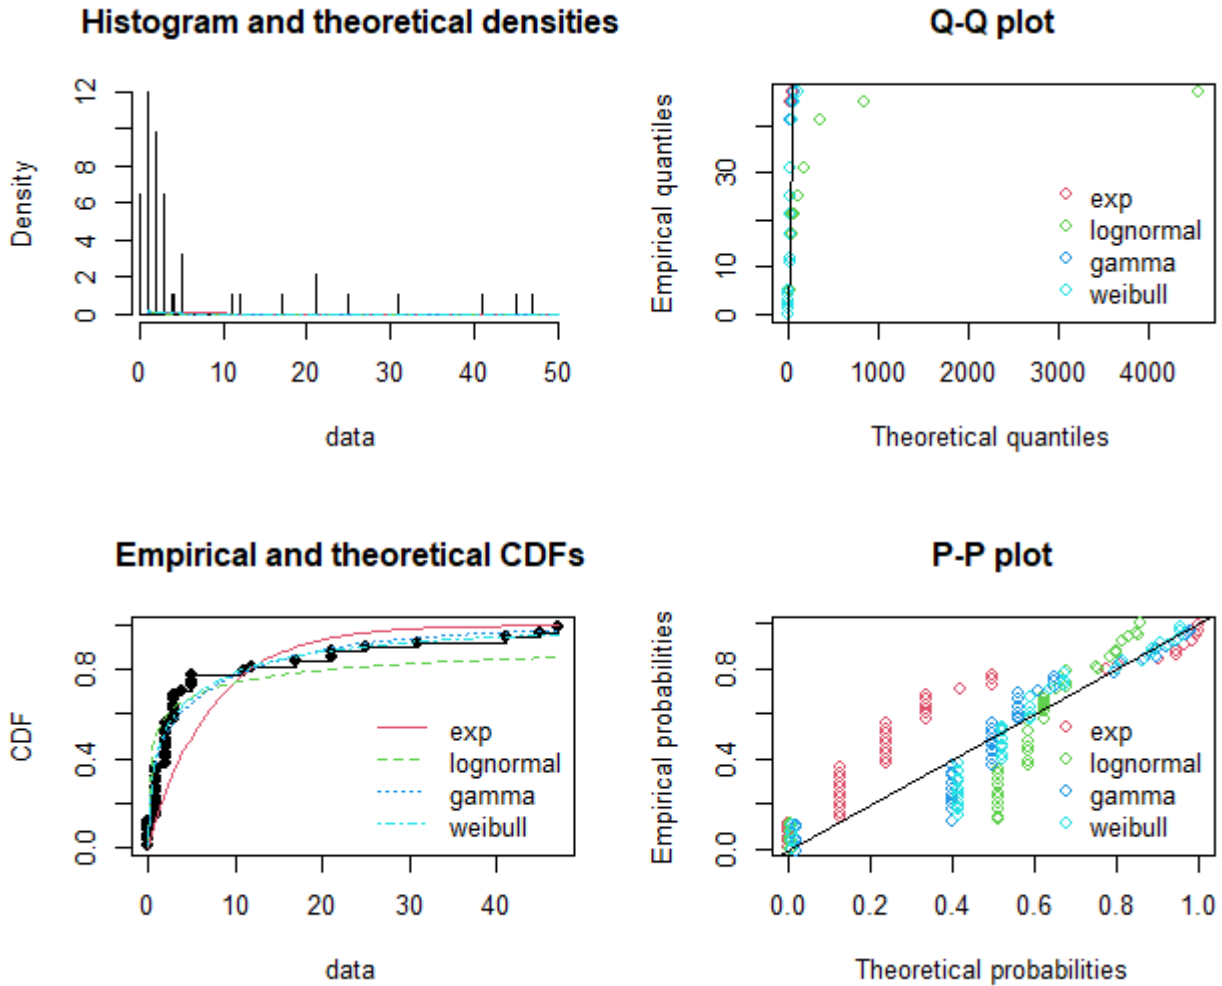 Histogram and theoretical densities
Density
12
8
6
4
2
0
0 10 20 30 40 50
data
Q-Q plot
Empirical quantiles
30
10
0
exp
lognormal
gamma
weibull
0 1000 2000 3000 4000
Theoretical quantiles
Empirical and theoretical CDFs
CDF
0.8
0.4
0.0
exp
lognormal
gamma
weibull
0 10 20 30 40
data
P-P plot
Empirical probabilities
0.8
0.4
0.0
exp
lognormal
gamma
weibull
0.0 0.2 0.4 0.6 0.8 1.0
Theoretical probabilities